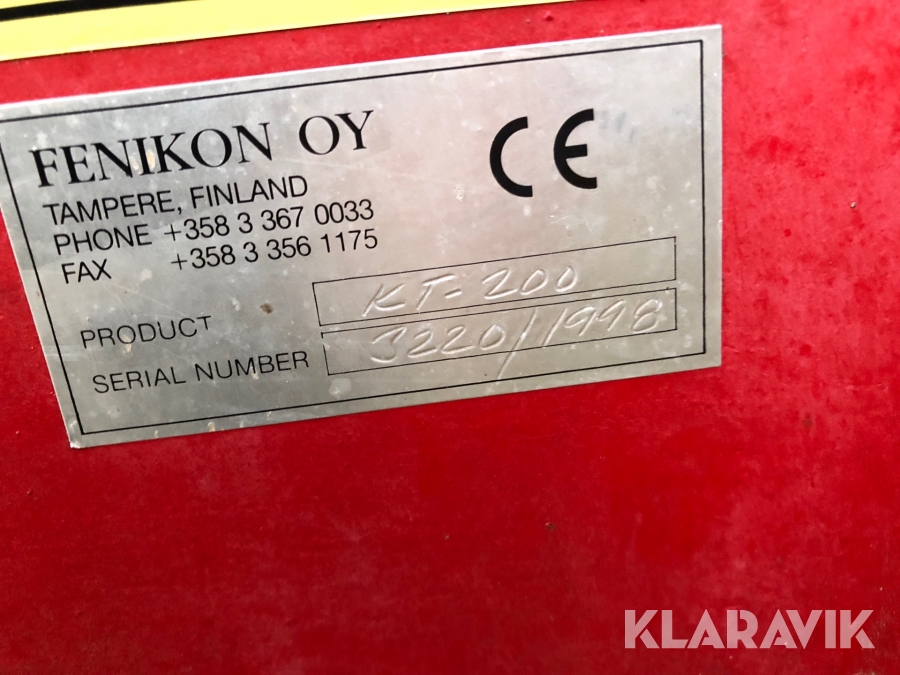 FENIKON OY
CE
TAMPERE, FINLAND
PHONE +358 3 367 0033
FAX +358 3 356 1175
PRODUCT KT-200
SERIAL NUMBER 3220/1998
KLARAVIK